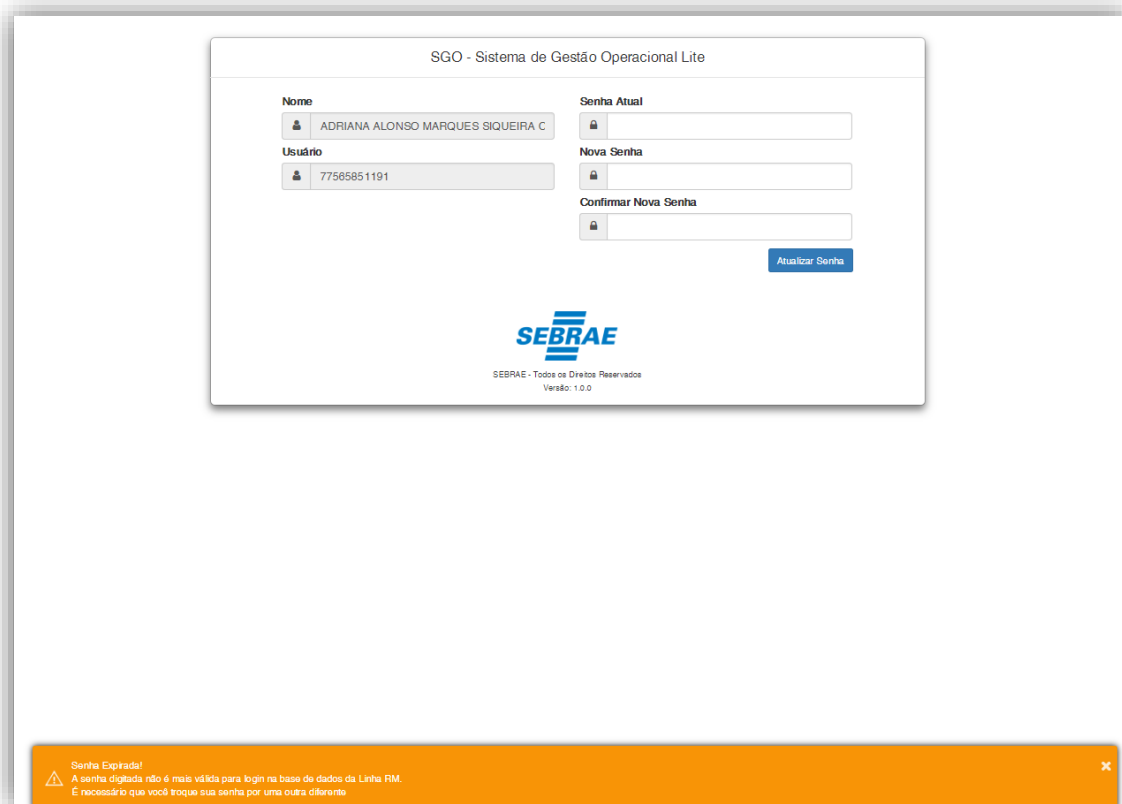 SGO - Sistema de Gestão Operacional Lite
Nome
ADRIANA ALONSO MARQUES SIQUEIRA C
Usuário
77565851191
Senha Atual
Nova Senha
Confirmar Nova Senha
Atualizar Senha
SEBRAE
SEBRAE - Todos os Direitos Reservados
Versão: 1.0.0
Senha Expirada!
A senha digitada não é mais válida para login na base de dados da Linha RM.
É necessário que você troque sua senha por uma outra diferente